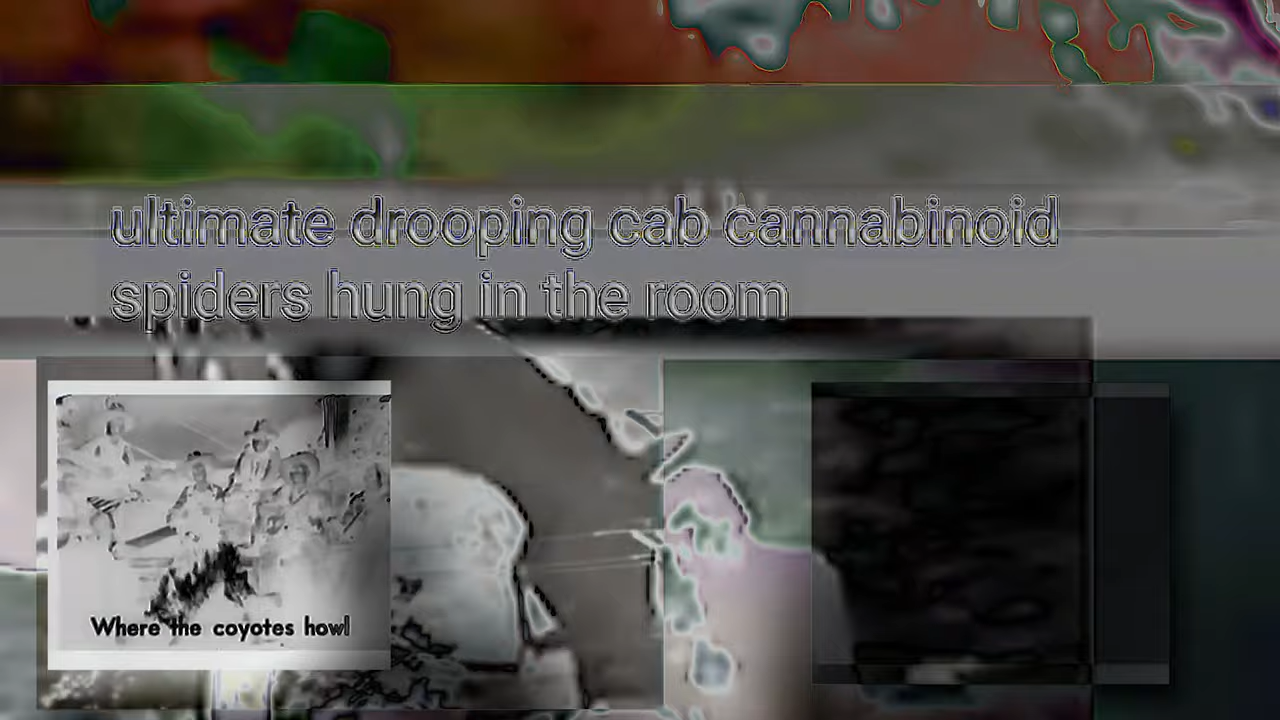 ultimate drooping cab cannabinoid
spiders hung in the room
Where the coyotes howl